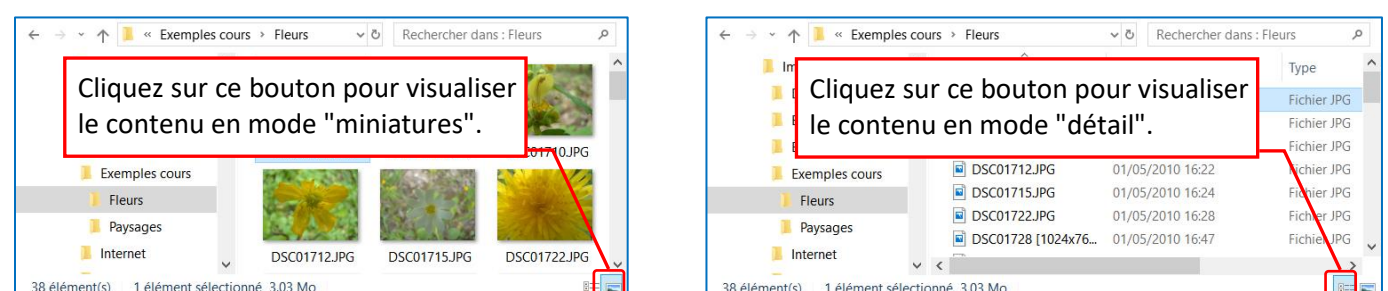 « Exemples cours > Fleurs
Rechercher dans : Fleurs
Cliquez sur ce bouton pour visualiser
le contenu en mode "miniatures".
Exemples cours
Fleurs
Paysages
Internet
DSC01712.JPG
DSC01715.JPG
DSC01722.JPG
38 élément(s)
1 élément sélectionné 3,03 Mo
« Exemples cours > Fleurs
Rechercher dans : Fleurs
Type
Cliquez sur ce bouton pour visualiser
le contenu en mode "détail".
Fichier JPG
Fichier JPG
Fichier JPG
Exemples cours
Fleurs
Paysages
Internet
DSC01712.JPG 01/05/2010 16:22 Fichier JPG
DSC01715.JPG 01/05/2010 16:24 Fichier JPG
DSC01722.JPG 01/05/2010 16:28 Fichier JPG
DSC01728 [1024x76... 01/05/2010 16:47 Fichier JPG
38 élément(s)
1 élément sélectionné 3,03 Mo